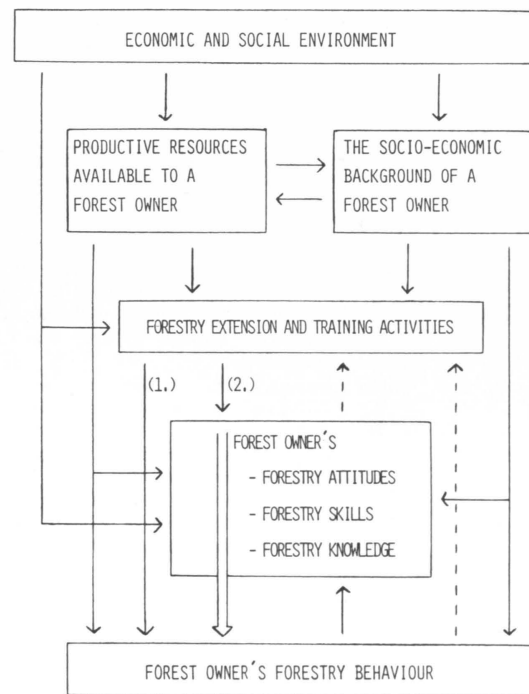 ECONOMIC AND SOCIAL ENVIRONMENT
PRODUCTIVE RESOURCES
AVAILABLE TO A
FOREST OWNER
THE SOCIO-ECONOMIC
BACKGROUND OF A
FOREST OWNER
FORESTRY EXTENSION AND TRAINING ACTIVITIES
(1.) (2.)
FOREST OWNER´S
- FORESTRY ATTITUDES
- FORESTRY SKILLS
- FORESTRY KNOWLEDGE
FOREST OWNER´S FORESTRY BEHAVIOUR